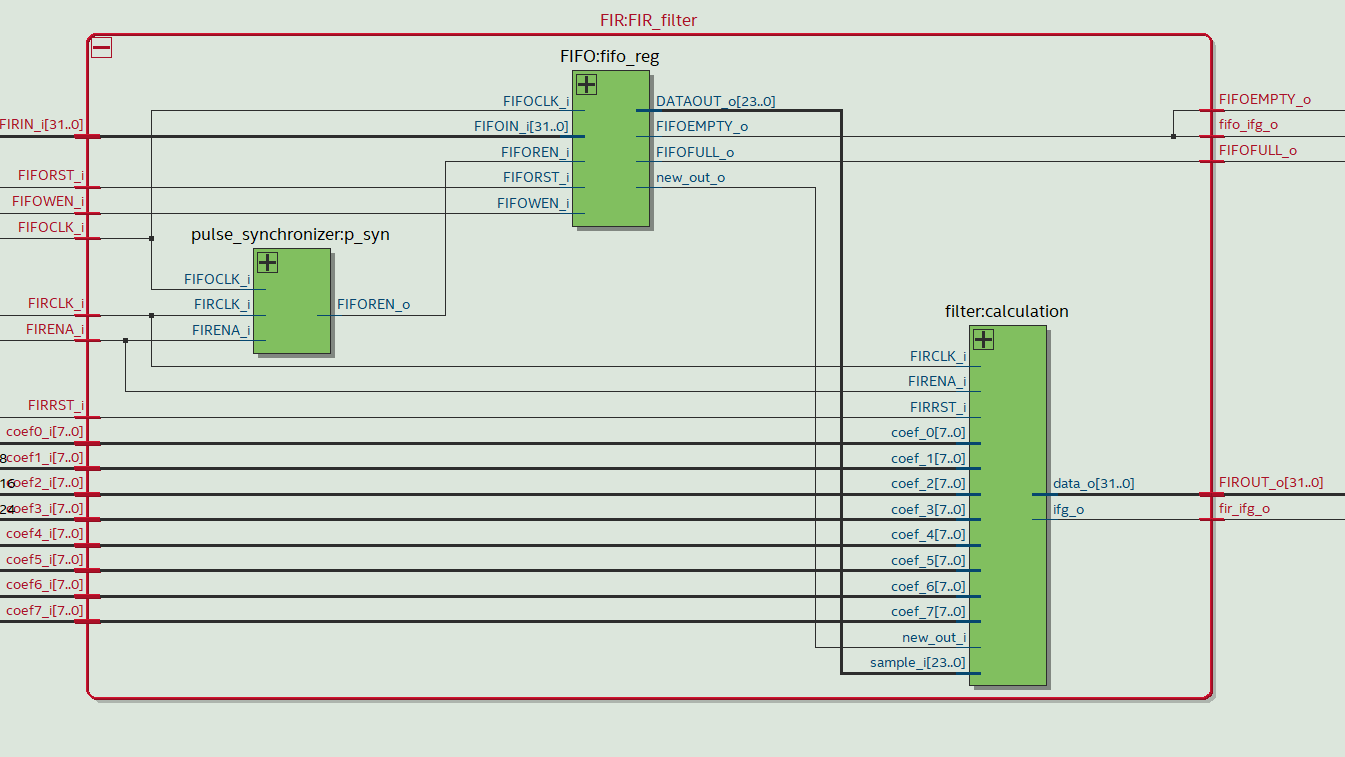 FIR:FIR_filter
FIFO:fifo_reg
FIFOCLK_i
DATAOUT_o[23..0]
FIFOEMPTY_o
FIRIN_i[31..0]
FIFOIN_i[31..0]
FIFOEMPTY_o
fifo_ifg_o
FIFOREN_i
FIFOFULL_o
FIFOFULL_o
FIFORST_i
FIFORST_i
new_out_o
FIFOWEN_i
FIFOWEN_i
FIFOCLK_i
pulse_synchronizer:p_syn
FIFOCLK_i
FIRCLK_i
FIRCLK_i
FIFOREN_o
filter:calculation
FIRENA_i
FIRENA_i
FIRCLK_i
FIRENA_i
FIRRST_i
FIRRST_i
coef0_i[7..0]
coef_0[7..0]
8
coef1_i[7..0]
coef_1[7..0]
16
coef2_i[7..0]
coef_2[7..0]
data_o[31..0]
FIROUT_o[31..0]
24
coef3_i[7..0]
coef_3[7..0]
ifg_o
fir_ifg_o
coef4_i[7..0]
coef_4[7..0]
coef5_i[7..0]
coef_5[7..0]
coef6_i[7..0]
coef_6[7..0]
coef7_i[7..0]
coef_7[7..0]
new_out_i
sample_i[23..0]